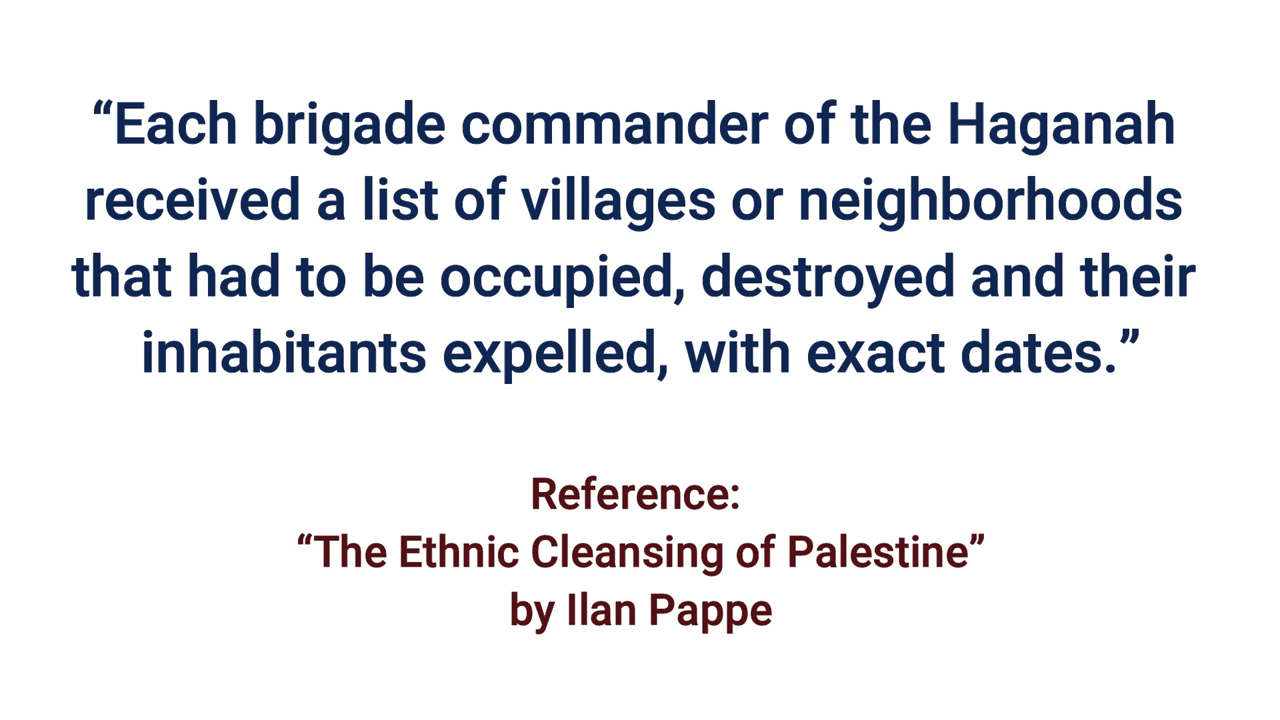 “Each brigade commander of the Haganah
received a list of villages or neighborhoods
that had to be occupied, destroyed and their
inhabitants expelled, with exact dates.”
Reference:
“The Ethnic Cleansing of Palestine”
by Ilan Pappe